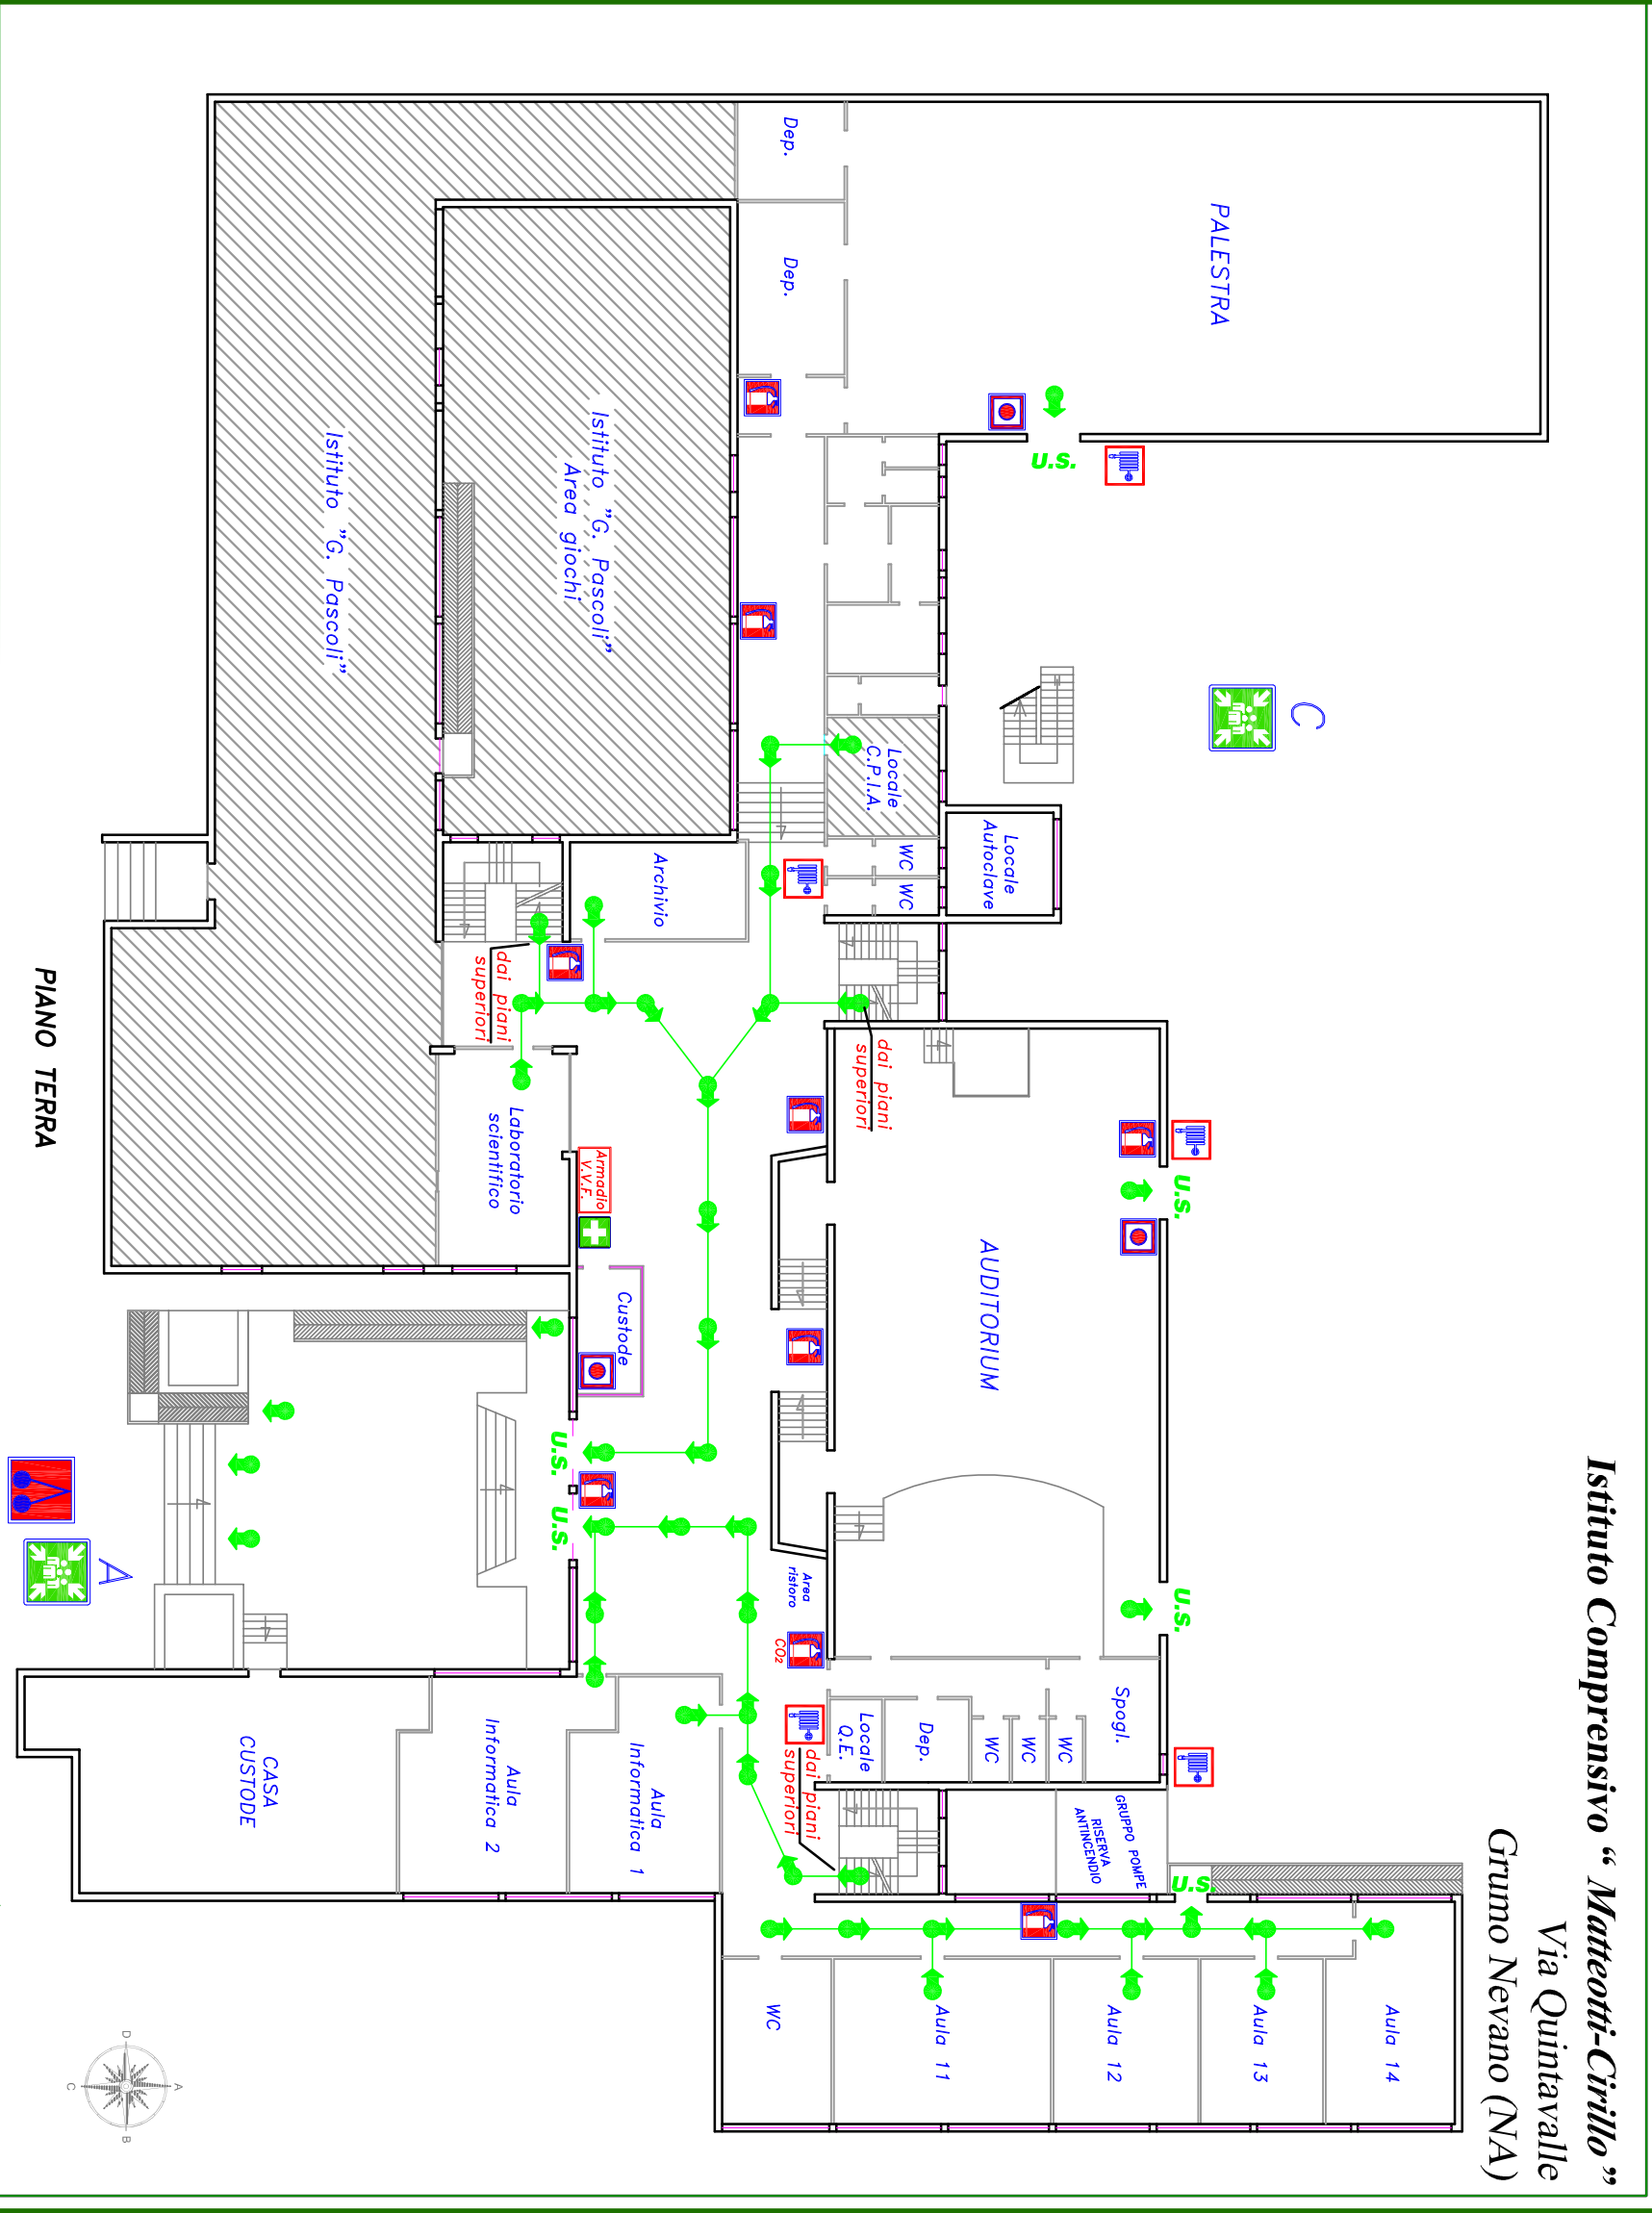 Istituto Comprensivo “ Matteotti-Cirillo ”
Via Quintavalle
Grumo Nevano (NA)
PALESTRA
Dep.
Dep.
U.S.
C
Istituto "G. Pascoli"
Area giochi
Istituto "G. Pascoli"
Locale
C.P.I.A.
Locale
Autoclave
WC
WC
Archivio
dai piani
superiori
dai piani
superiori
Laboratorio
scientifico
Armadio
V.V.F.
Custode
AUDITORIUM
U.S.
U.S.
U.S.
U.S.
Area
ristoro
CO2
Spogl.
WC
WC
WC
Dep.
Locale
Q.E.
dai piani
superiori
GRUPPO POMPE
RISERVA
ANTINCENDIO
U.S.
Aula
Informatica 1
Aula
Informatica 2
CASA
CUSTODE
A
Aula 14
Aula 13
Aula 12
Aula 11
WC
PIANO TERRA
A
B
C
D